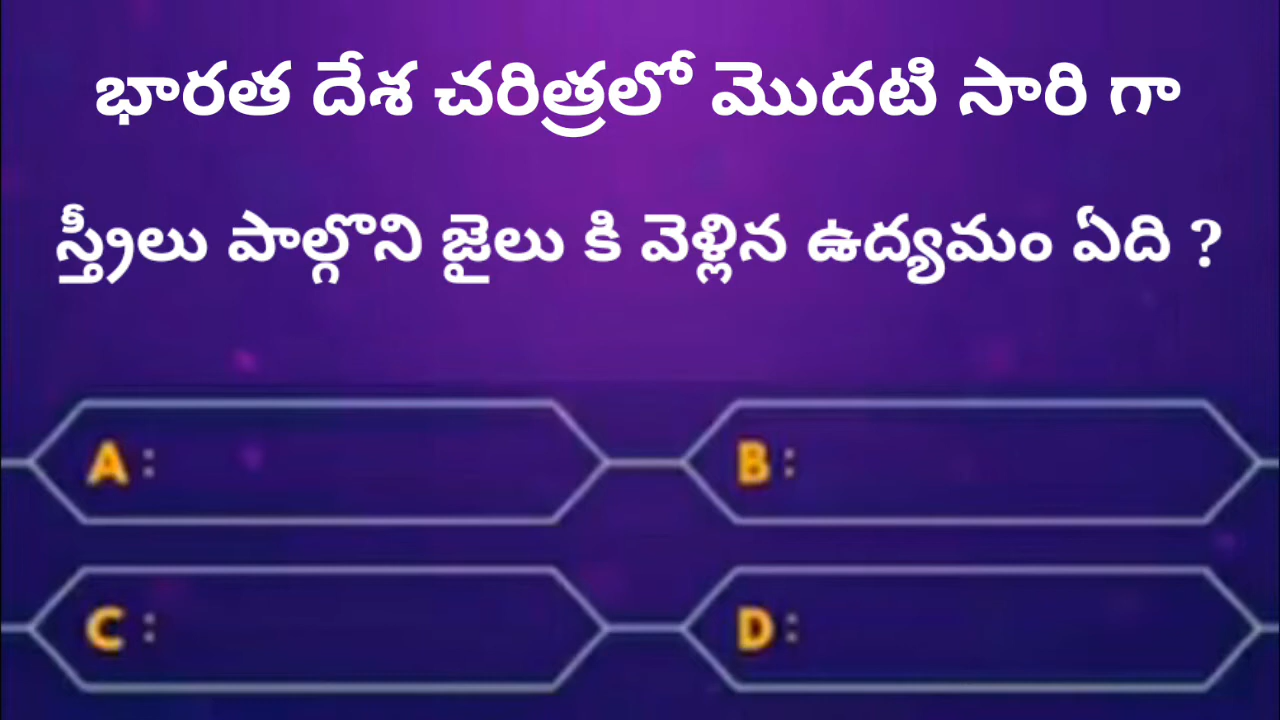 భారత దేశ చరిత్రలో మొదటి సారి గా
స్త్రీలు పాల్గొని జైలు కి వెళ్లిన ఉద్యమం ఏది ?
A :
B :
C :
D :